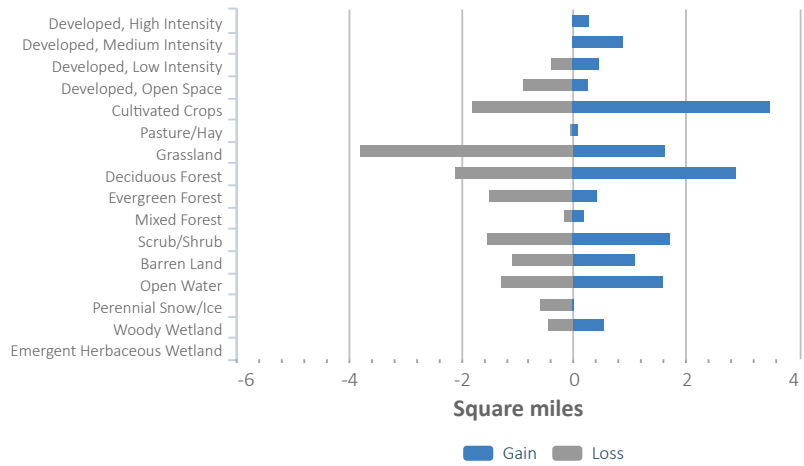 Developed, High Intensity
Developed, Medium Intensity
Developed, Low Intensity
Developed, Open Space
Cultivated Crops
Pasture/Hay
Grassland
Deciduous Forest
Evergreen Forest
Mixed Forest
Scrub/Shrub
Barren Land
Open Water
Perennial Snow/Ice
Woody Wetland
Emergent Herbaceous Wetland
-6 -4 -2 0 2 4
Square miles
Gain Loss